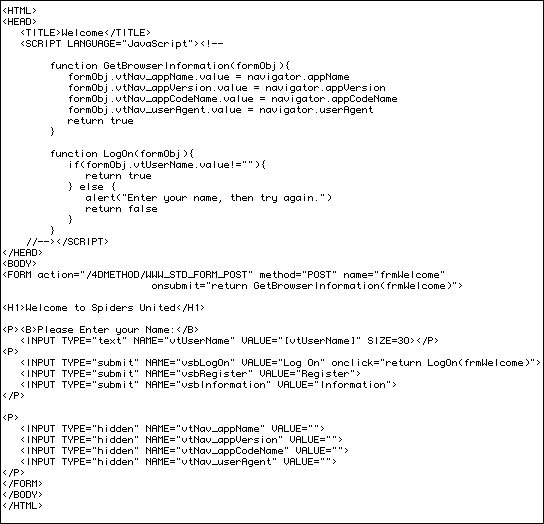 <HTML>
<HEAD>
<TITLE>Welcome</TITLE>
<SCRIPT LANGUAGE="JavaScript"><!--
function GetBrowserInformation(formObj){
formObj.vtNav_appName.value = navigator.appName
formObj.vtNav_appVersion.value = navigator.appVersion
formObj.vtNav_appCodeName.value = navigator.appCodeName
formObj.vtNav_userAgent.value = navigator.userAgent
return true
}
function LogOn(formObj){
if(formObj.vtUserName.value!=""){
return true
} else {
alert("Enter your name, then try again.")
return false
}
}
//--></SCRIPT>
</HEAD>
<BODY>
<FORM action="/4DMETHOD/WWW_STD_FORM_POST" method="POST" name="frmWelcome"
onsubmit="return GetBrowserInformation(frmWelcome)">
<H1>Welcome to Spiders United</H1>
<P><B>Please Enter your Name:</B>
<INPUT TYPE="text" NAME="vtUserName" VALUE="[vtUserName]" SIZE=30></P>
<P>
<INPUT TYPE="submit" NAME="vsbLogOn" VALUE="Log On" onclick="return LogOn(frmWelcome)">
<INPUT TYPE="submit" NAME="vsbRegister" VALUE="Register">
<INPUT TYPE="submit" NAME="vsbInformation" VALUE="Information">
</P>
<P>
<INPUT TYPE="hidden" NAME="vtNav_appName" VALUE="">
<INPUT TYPE="hidden" NAME="vtNav_appVersion" VALUE="">
<INPUT TYPE="hidden" NAME="vtNav_appCodeName" VALUE="">
<INPUT TYPE="hidden" NAME="vtNav_userAgent" VALUE="">
</P>
</FORM>
</BODY>
</HTML>